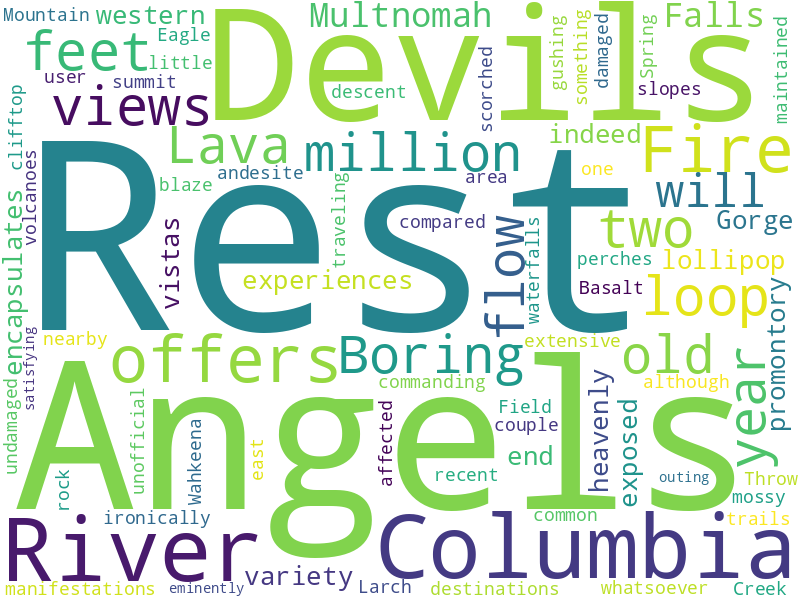 Mountain western Devils Multnomah Falls
Eagle
feet little
user summit
views
descent
scorched
gushing
something
damaged
Spring
slopes
maintained
clifftop
Lava million indeed Fire
volcanoes
blaze andesite area one
Rest
traveling
will
encapsulates
vistas
compared
two Gorge
flow
waterfalls
perches lollipop
experiences Basalt loop
promontory
nearby
offers Boring extensive old
satisfying
undamaged
commanding although
year
Angels
unofficial
Wahkeena
affected
Field
couple
heavenly
exposed
rock
east
recent end outing Throw
mossy
River ironically Columbia common trails
variety
manifestations eminently Larch destinations whatsoever Creek